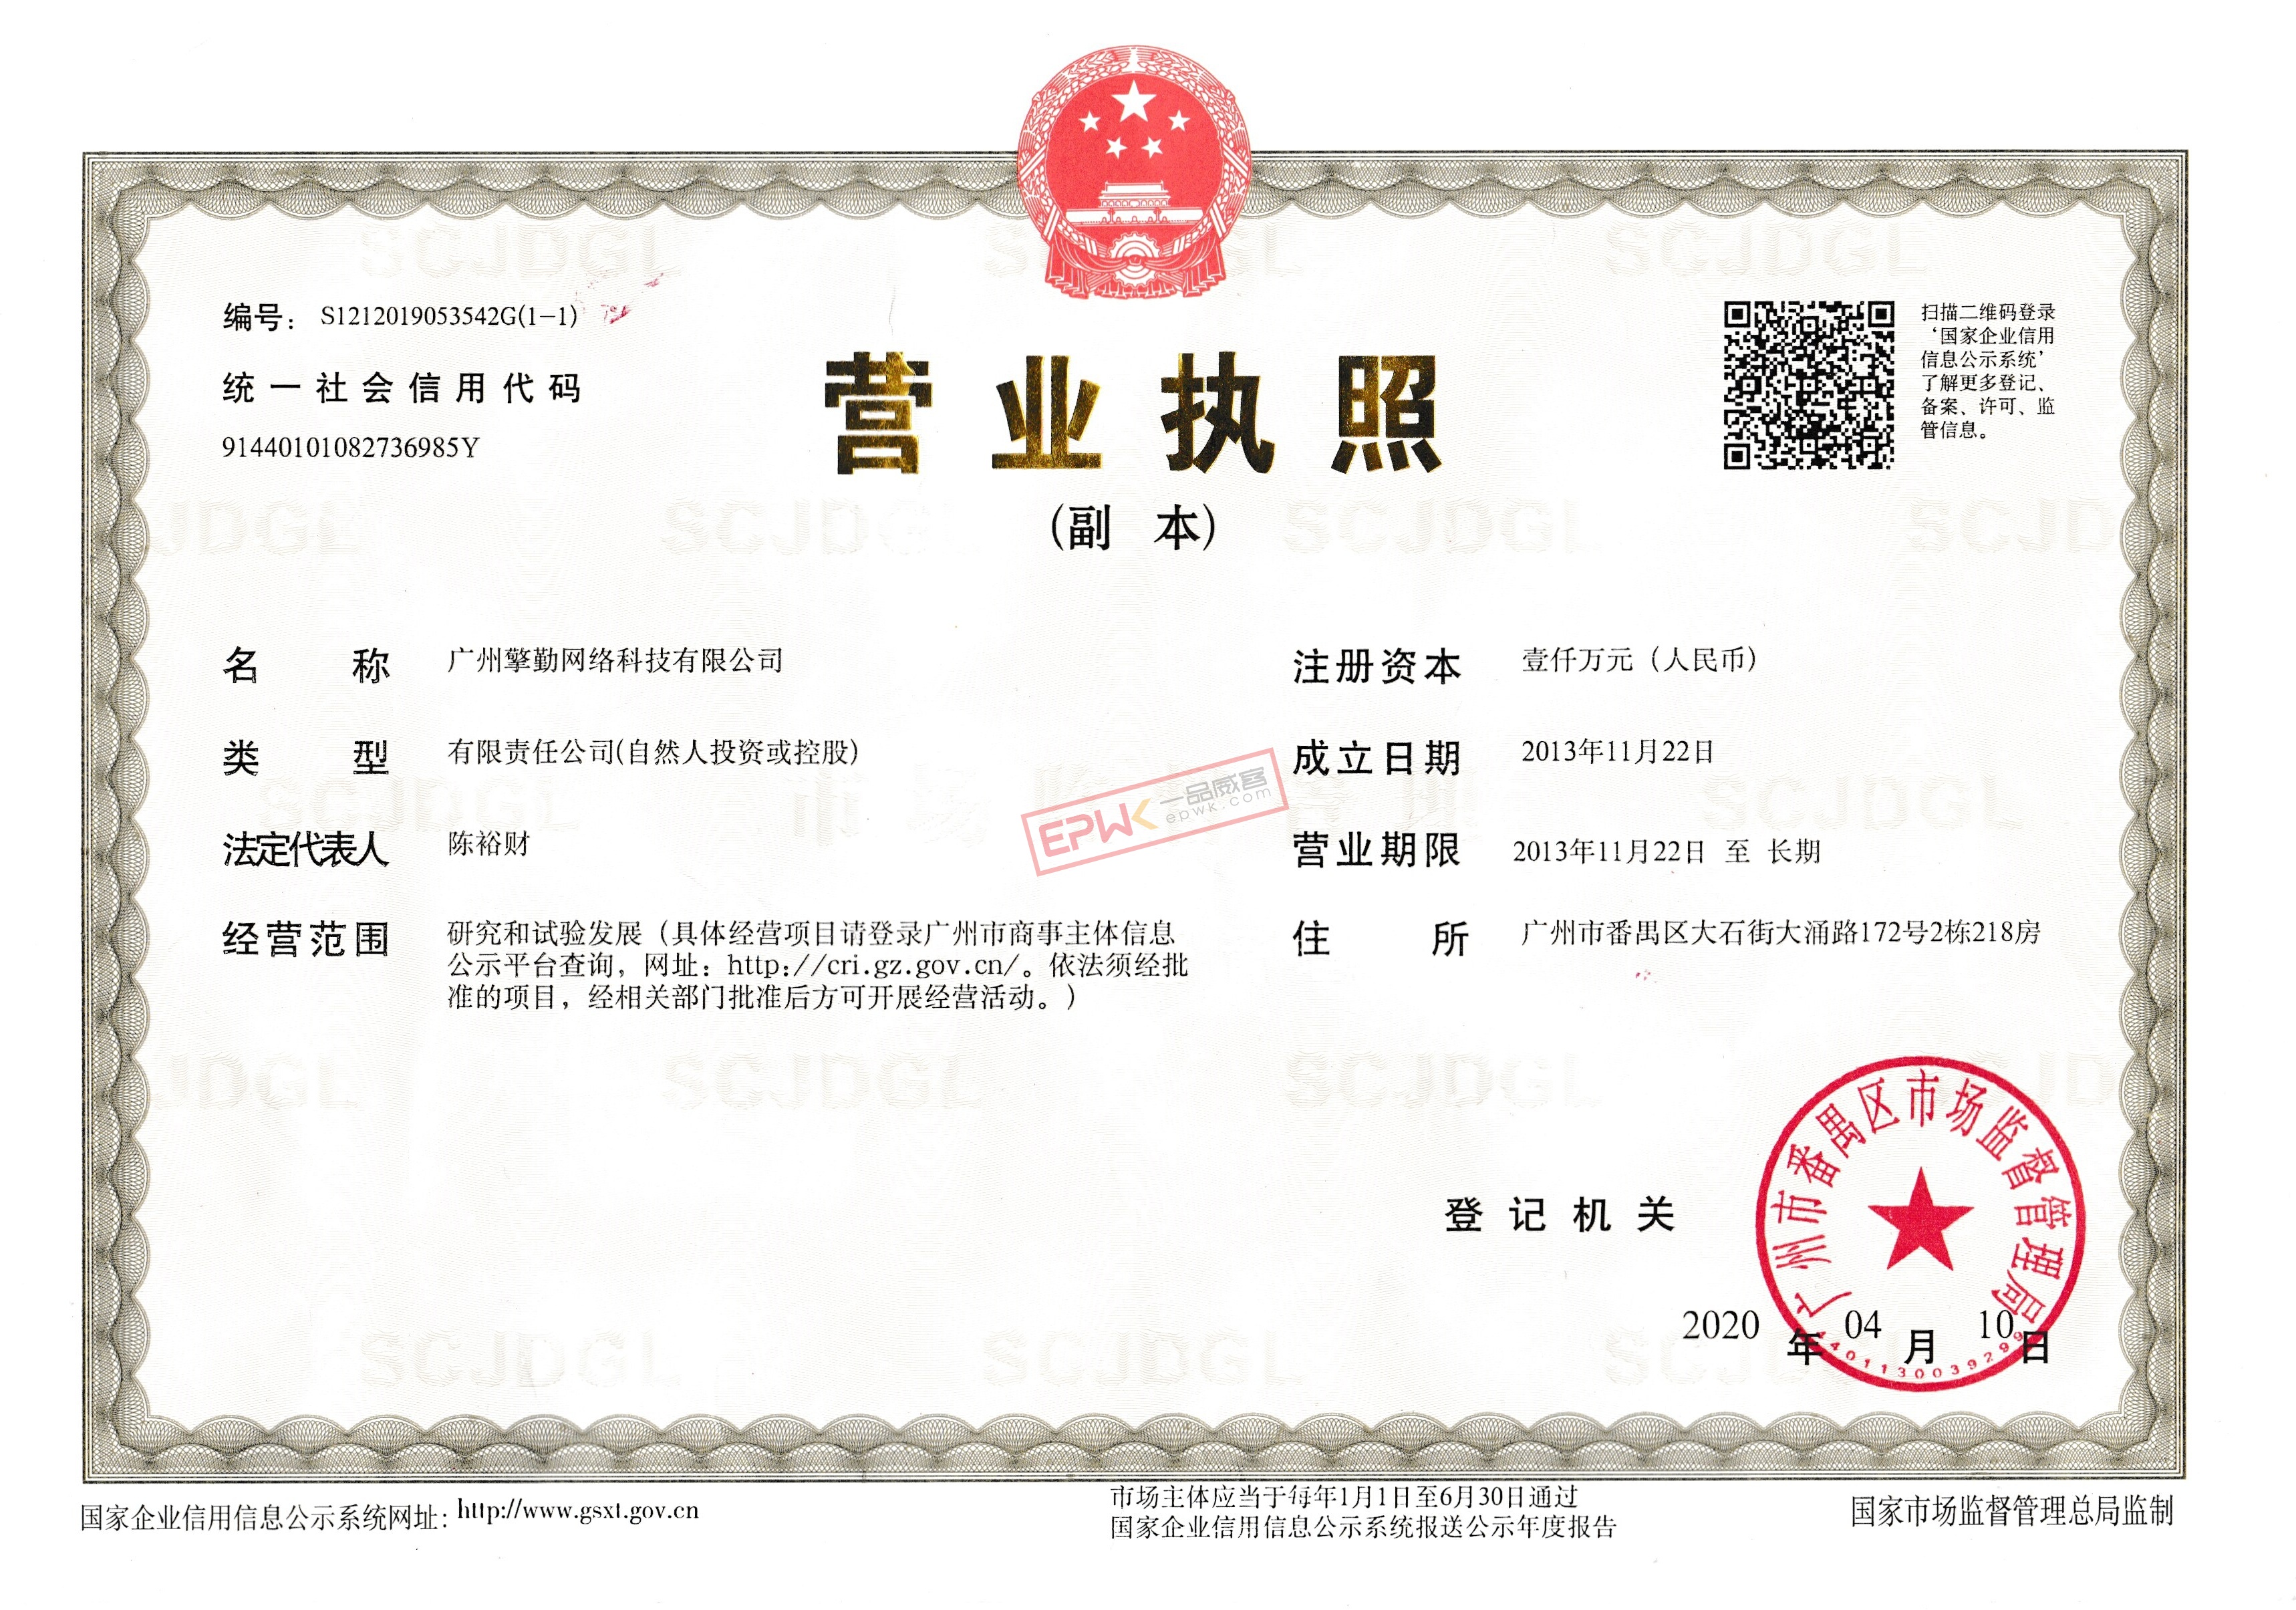 编号： S1212019053542G(1-1)
统一社会信用代码
91440101082736985Y
营业执照
(副 本)
扫描二维码登录
‘国家企业信用
信息公示系统’
了解更多登记、
备案、许可、监
管信息。
名 称 广州擎勤网络科技有限公司
类 型 有限责任公司(自然人投资或控股)
法定代表人 陈裕财
经营范围 研究和试验发展（具体经营项目请登录广州市商事主体信息
公示平台查询，网址：http://cri.gz.gov.cn/。依法须经批
准的项目，经相关部门批准后方可开展经营活动。）
注册资本 壹仟万元（人民币）
成立日期 2013年11月22日
营业期限 2013年11月22日 至 长期
住 所 广州市番禺区大石街大涌路172号2栋218房
EPWK 一品威客
epwk.com
登记机关
广州市番禺区市场监督管理局
4401130039299
2020 年 04 月 10 日
国家企业信用信息公示系统网址：http://www.gsxt.gov.cn
市场主体应当于每年1月1日至6月30日通过
国家企业信用信息公示系统报送公示年度报告
国家市场监督管理总局监制
SCJDGL